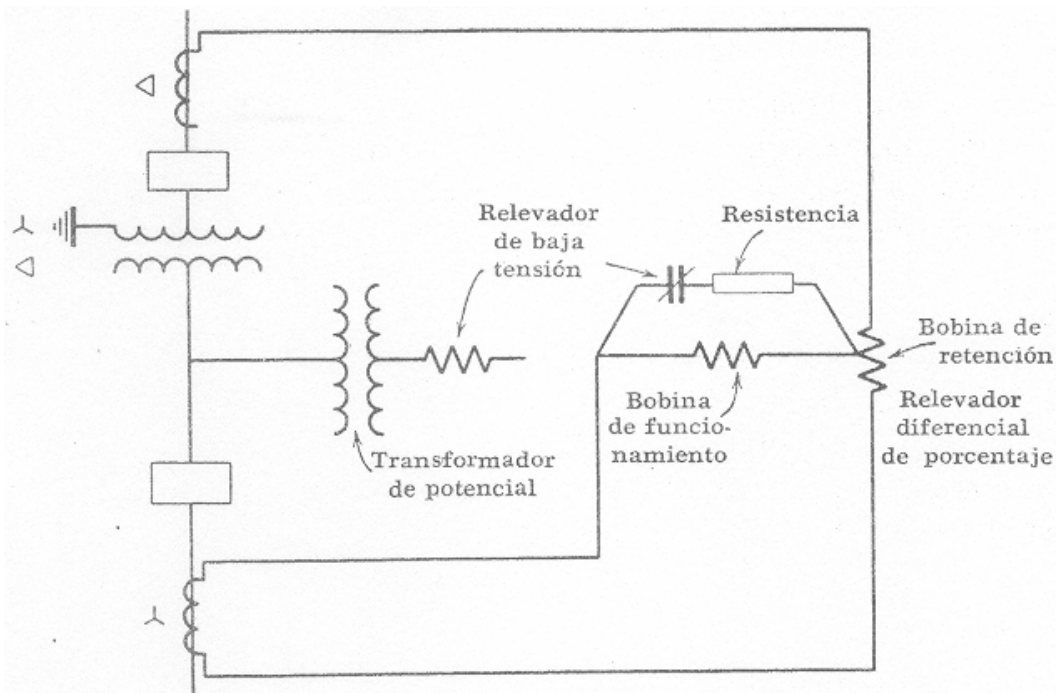 Relevador
de baja
tensión
Resistencia
Bobina de
retención
Relevador
diferencial
de porcentaje
Bobina
de funcio-
namiento
Transformador
de potencial